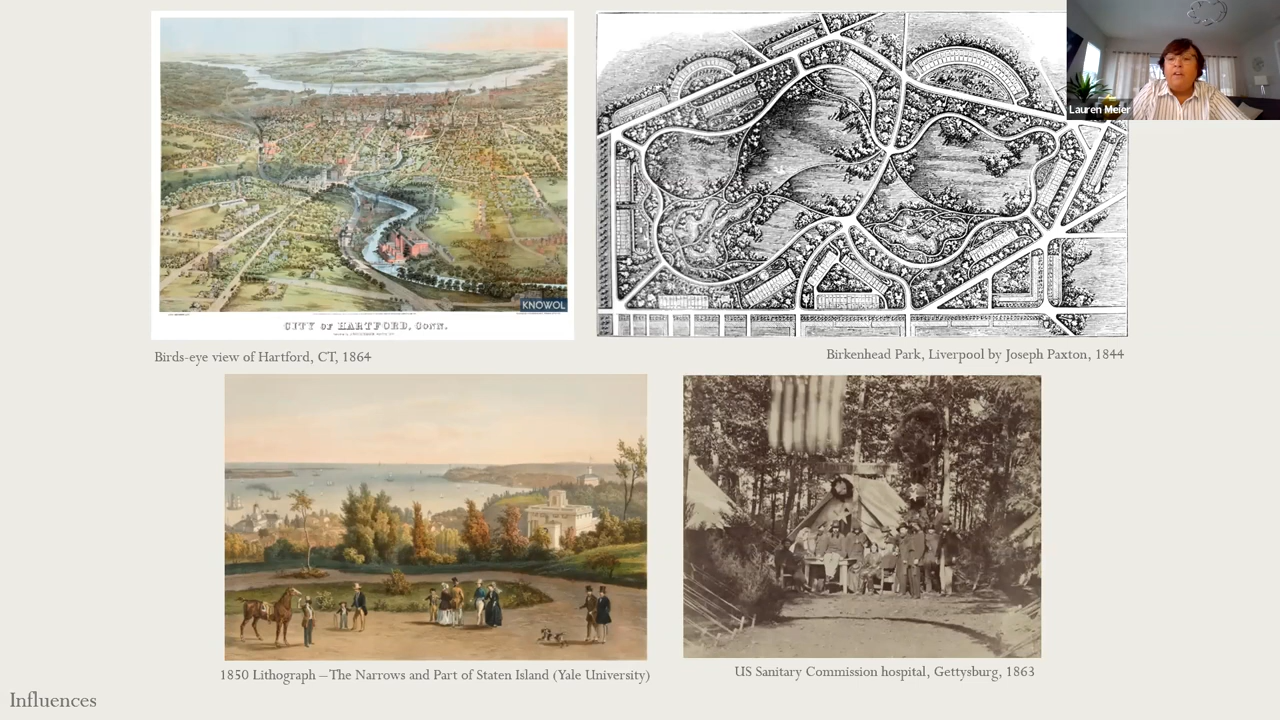 Lauren Meier
KNOWOL
CITY OF HARTFORD, CONN.
Birds-eye view of Hartford, CT, 1864
Birkenhead Park, Liverpool by Joseph Paxton, 1844
1850 Lithograph – The Narrows and Part of Staten Island (Yale University)
US Sanitary Commission hospital, Gettysburg, 1863
Influences